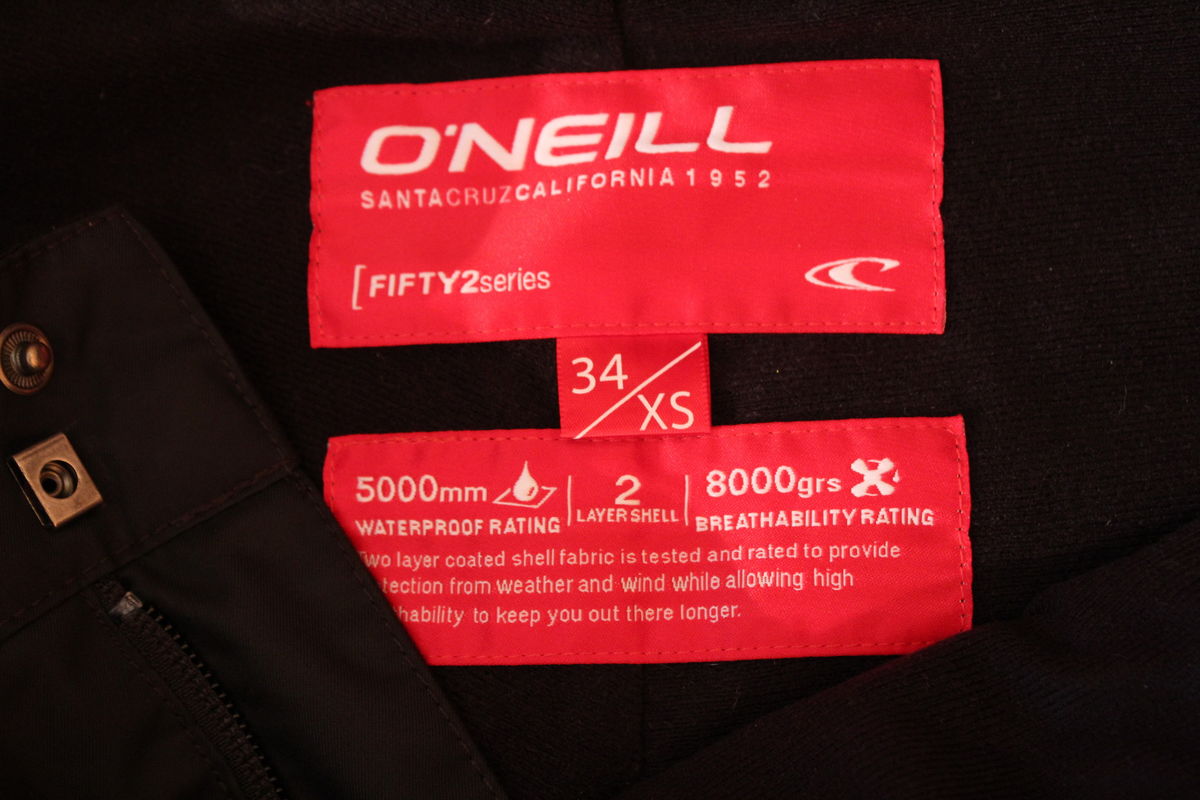 O'NEILL
SANTACRUZCALIFORNIA 1952
[FIFTY2series
34/XS
5000mm
WATERPROOF RATING
2
LAYER SHELL
8000grs
BREATHABILITY RATING
Two layer coated shell fabric is tested and rated to provide
tection from weather and wind while allowing high
hability to keep you out there longer.